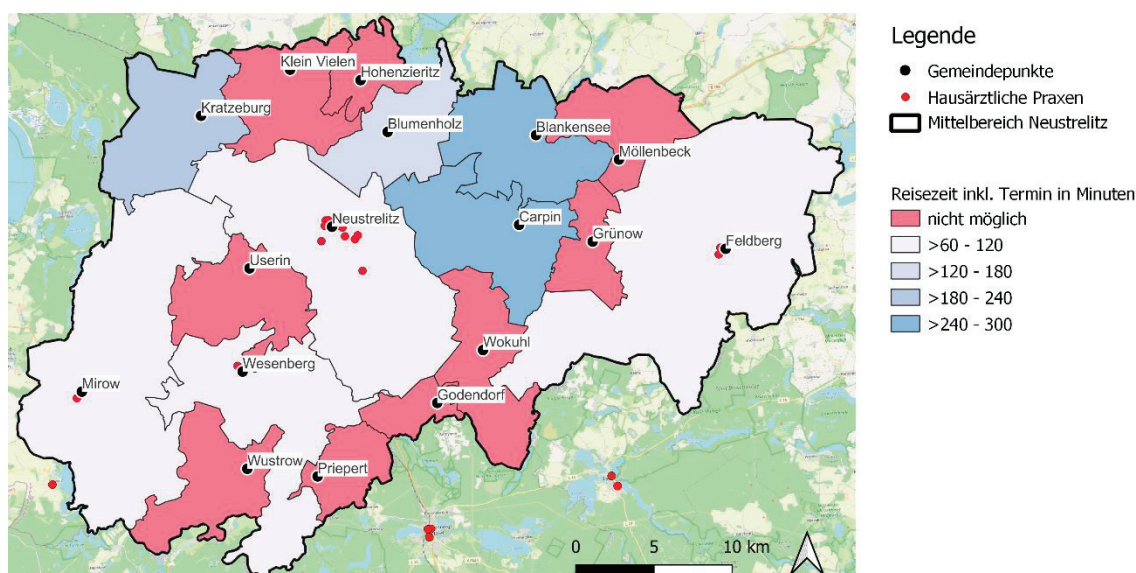 Klein Vielen
Hohenzieritz
Kratzeburg
Blumenholz
Blankensee
Möllenbeck
Neustrelitz
Carpin
Grünow
Feldberg
Userin
Wokuhl
Wesenberg
Mirow
Godendorf
Wustrow
Priepert
0 5 10 km
Legende
Gemeindepunkte
Hausärztliche Praxen
Mittelbereich Neustrelitz
Reisezeit inkl. Termin in Minuten
nicht möglich
>60 - 120
>120 - 180
>180 - 240
>240 - 300